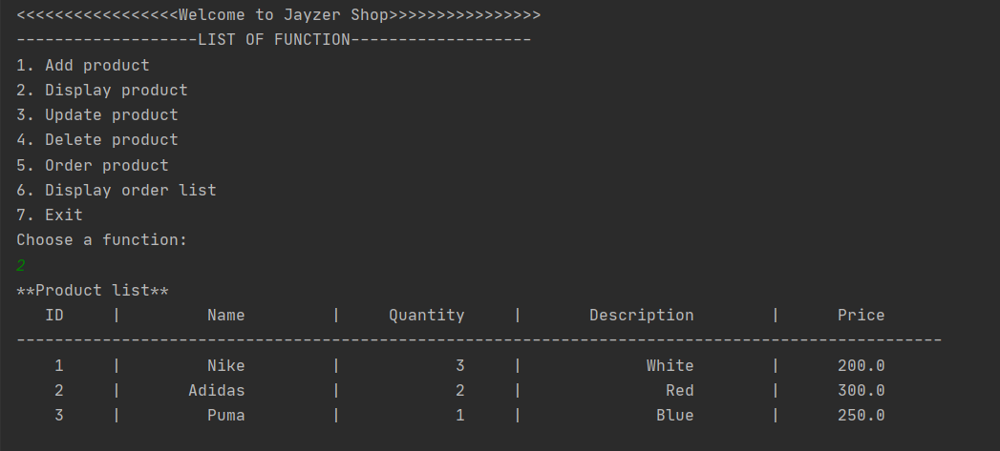 <<<<<<<<<<<<<<<<<Welcome to Jayzer Shop>>>>>>>>>>>>>>>>
-------------------LIST OF FUNCTION-------------------
1. Add product
2. Display product
3. Update product
4. Delete product
5. Order product
6. Display order list
7. Exit
Choose a function:
2
**Product list**
   ID     |         Name         |     Quantity     |       Description        |      Price
-------------------------------------------------------------------------------------------------
    1     |         Nike         |            3     |             White        |      200.0
    2     |       Adidas         |            2     |               Red        |      300.0
    3     |         Puma         |            1     |              Blue        |      250.0